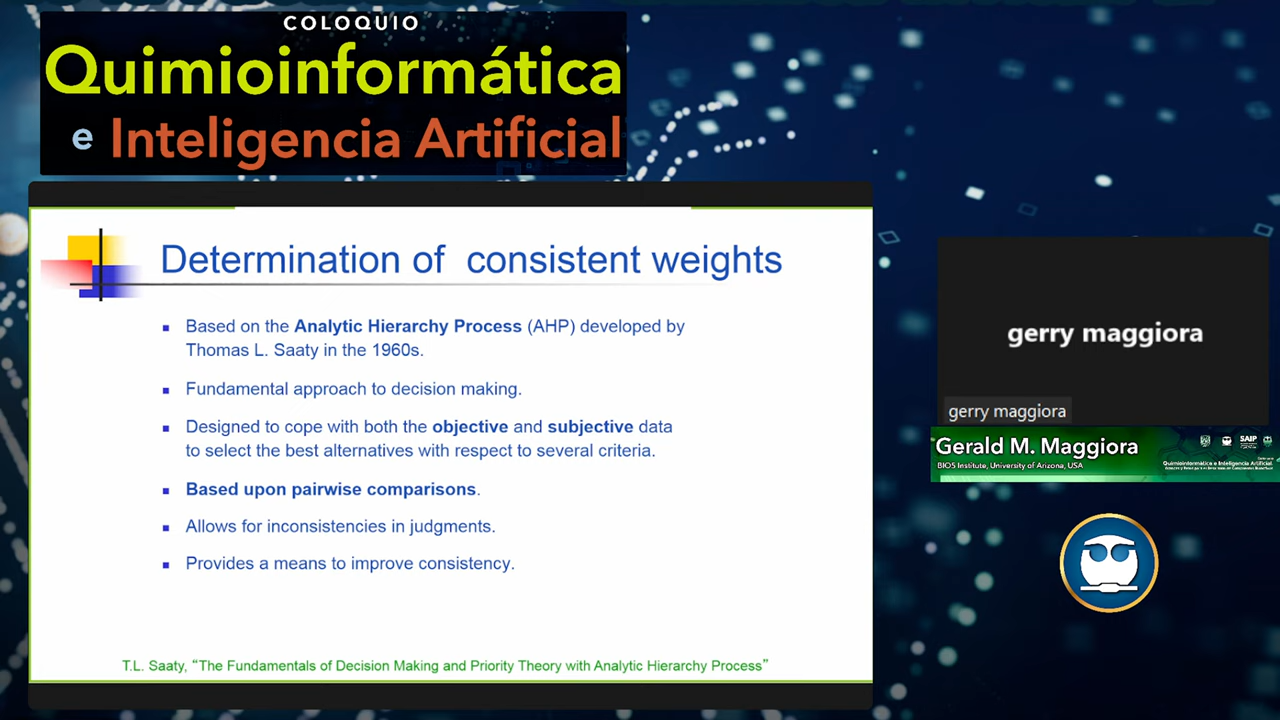 COLOQUIO
Quimioinformática
e Inteligencia Artificial
Determination of consistent weights
Based on the Analytic Hierarchy Process (AHP) developed by
Thomas L. Saaty in the 1960s.
Fundamental approach to decision making.
Designed to cope with both the objective and subjective data
to select the best alternatives with respect to several criteria.
Based upon pairwise comparisons.
Allows for inconsistencies in judgments.
Provides a means to improve consistency.
T.L. Saaty, “The Fundamentals of Decision Making and Priority Theory with Analytic Hierarchy Process”
gerry maggiora
gerry maggiora
Gerald M. Maggiora
BIOS Institute, University of Arizona, USA
SAIP
Quimioinformática e Inteligencia Artificial